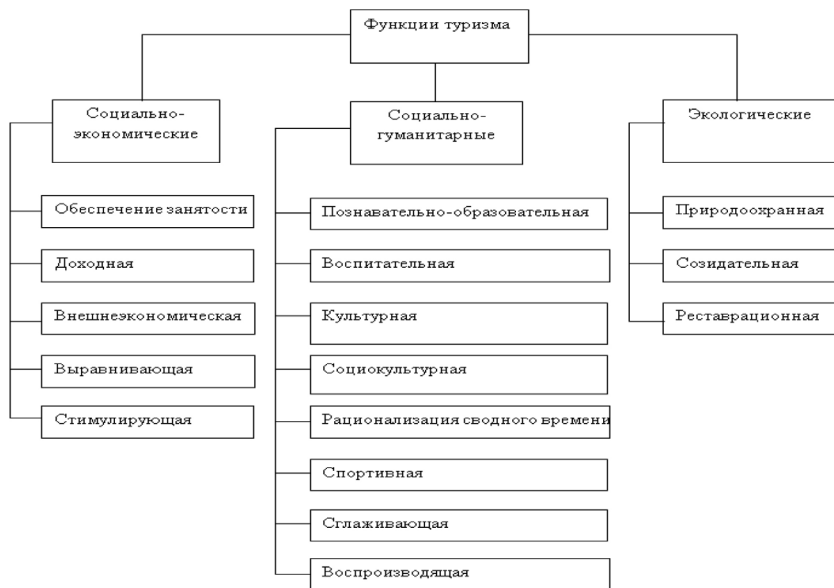 Функции туризма
Социально-
экономические
Социально-
гуманитарные
Экологические
Обеспечение занятости
Доходная
Внешнеэкономическая
Выравнивающая
Стимулирующая
Познавательно-образовательная
Воспитательная
Культурная
Социокультурная
Рационализация сводного времени
Спортивная
Сглаживающая
Воспроизводящая
Природоохранная
Созидательная
Реставрационная